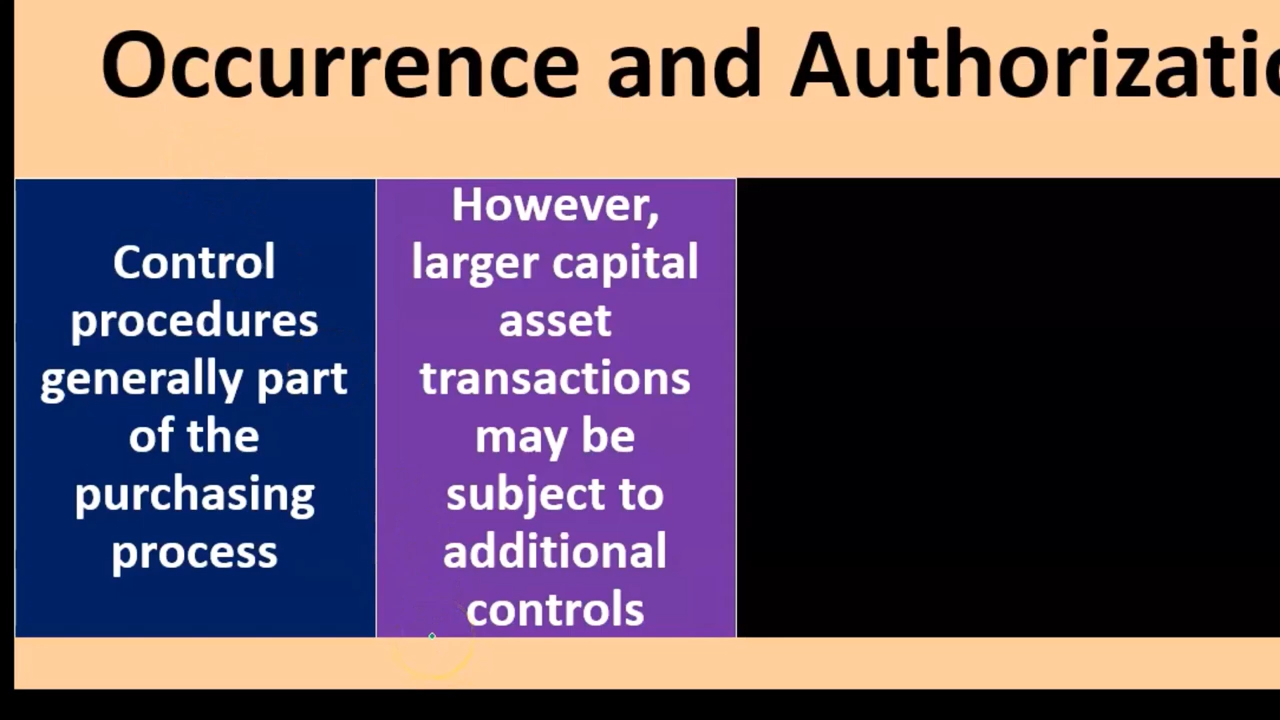 Occurrence and Authorizatio
Control
procedures
generally part
of the
purchasing
process
However,
larger capital
asset
transactions
may be
subject to
additional
controls